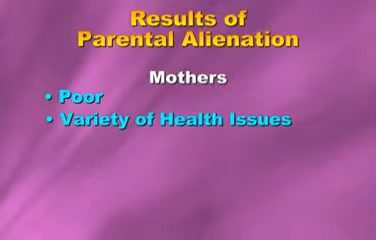 Results of
Parental Alienation
Mothers
• Poor
• Variety of Health Issues